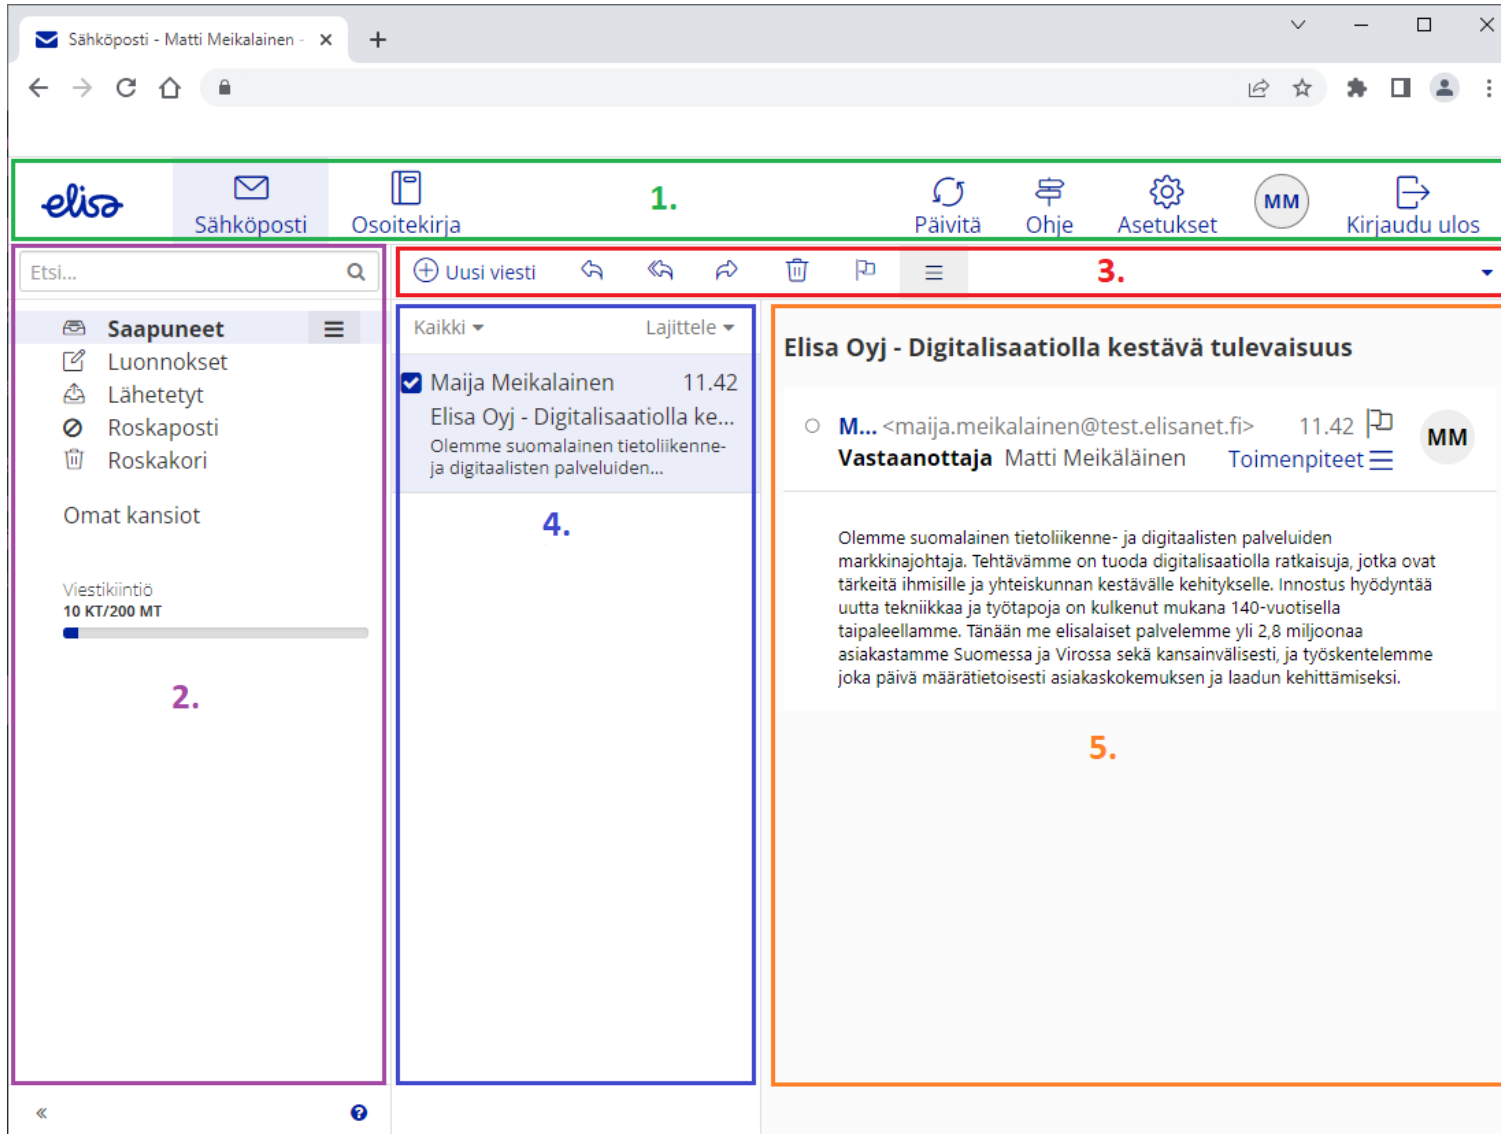 Sähköposti - Matti Meikalainen -
elisa
Sähköposti
Osoitekirja
1.
Päivitä
Ohje
Asetukset
MM
Kirjaudu ulos
Etsi...
Saapuneet
Luonnokset
Lähetetyt
Roskaposti
Roskakori
Omat kansiot
Viestikiintiö
10 KT/200 MT
2.
Uusi viesti
3.
Kaikki
Lajittele
Maija Meikalainen 11.42
Elisa Oyj - Digitalisaatiolla ke...
Olemme suomalainen tietoliikenne-
ja digitaalisten palveluiden...
4.
Elisa Oyj - Digitalisaatiolla kestävä tulevaisuus
M... <maija.meikalainen@test.elisanet.fi> 11.42
MM
Vastaanottaja Matti Meikäläinen Toimenpiteet
Olemme suomalainen tietoliikenne- ja digitaalisten palveluiden
markkinajohtaja. Tehtävämme on tuoda digitalisaatiolla ratkaisuja, jotka ovat
tärkeitä ihmisille ja yhteiskunnan kestävälle kehitykselle. Innostus hyödyntää
uutta tekniikkaa ja työtapoja on kulkenut mukana 140-vuotisella
taipaleellamme. Tänään me elisalaiset palvelemme yli 2,8 miljoonaa
asiakastamme Suomessa ja Virossa sekä kansainvälisesti, ja työskentelemme
joka päivä määrätietoisesti asiakaskokemuksen ja laadun kehittämiseksi.
5.